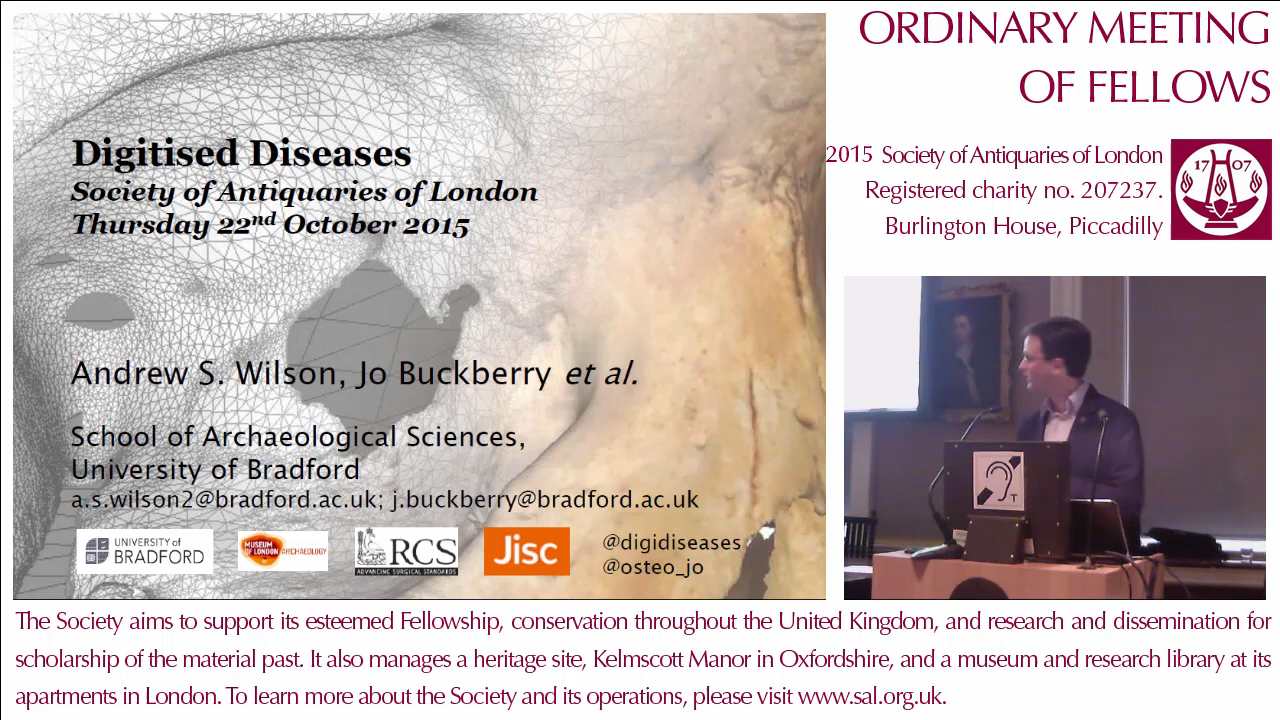 ORDINARY MEETING
OF FELLOWS
2015 Society of Antiquaries of London
Registered charity no. 207237.
Burlington House, Piccadilly
17 07
Digitised Diseases
Society of Antiquaries of London
Thursday 22nd October 2015
Andrew S. Wilson, Jo Buckberry et al.
School of Archaeological Sciences,
University of Bradford
a.s.wilson2@bradford.ac.uk; j.buckberry@bradford.ac.uk
UNIVERSITY of
BRADFORD
MUSEUM
OF LONDON ARCHAEOLOGY
RCS
ADVANCING SURGICAL STANDARDS
Jisc
@digidiseases
@osteo_jo
T
The Society aims to support its esteemed Fellowship, conservation throughout the United Kingdom, and research and dissemination for
scholarship of the material past. It also manages a heritage site, Kelmscott Manor in Oxfordshire, and a museum and research library at its
apartments in London. To learn more about the Society and its operations, please visit www.sal.org.uk.